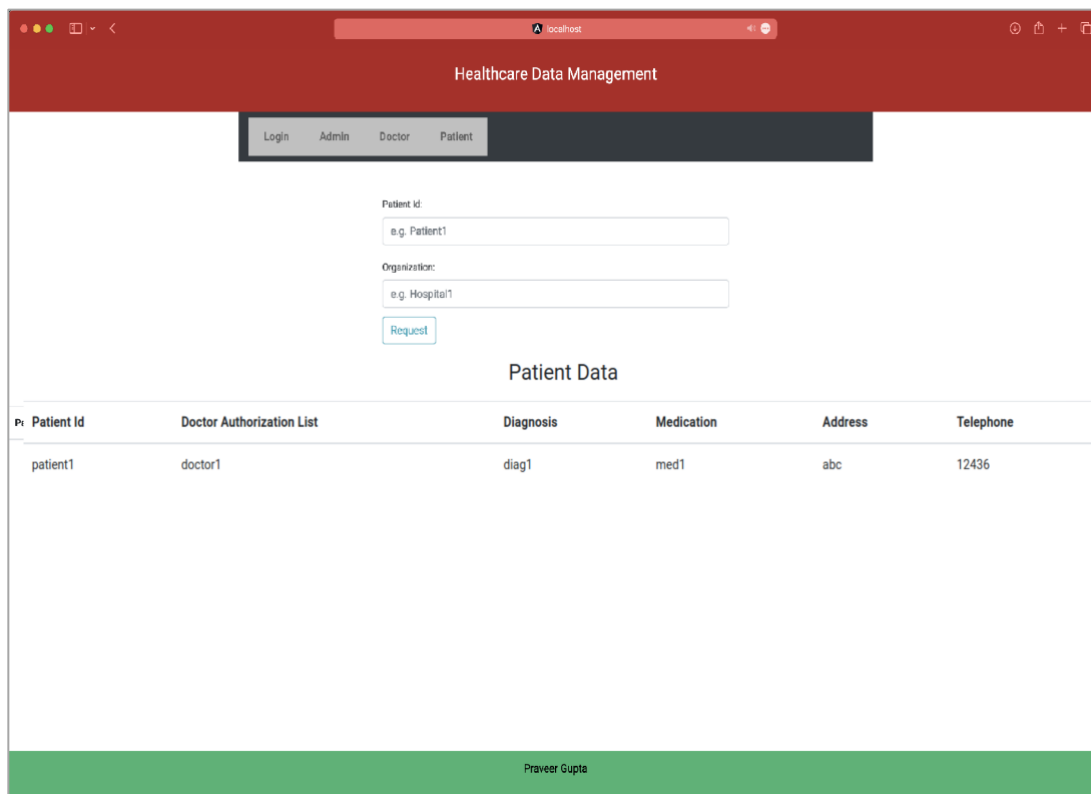 localhost
Healthcare Data Management
Login Admin Doctor Patient
Patient Id:
e.g. Patient1
Organization:
e.g. Hospital1
Request
Patient Data
Patient Id Doctor Authorization List Diagnosis Medication Address Telephone
patient1 doctor1 diag1 med1 abc 12436
Praveer Gupta